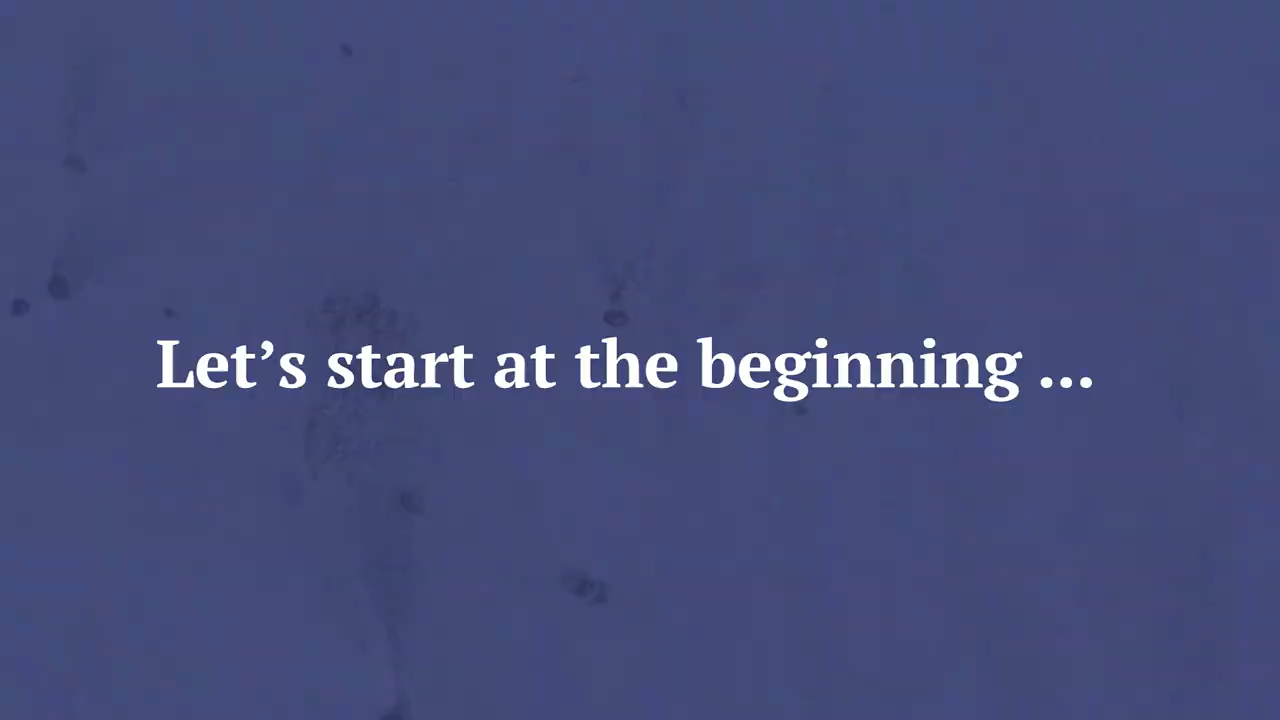 Let’s start at the beginning ...